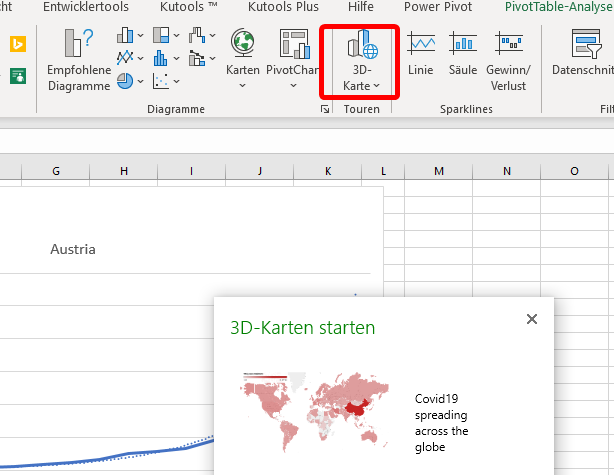 cht Entwicklertools Kutools ™ Kutools Plus Hilfe Power Pivot PivotTable-Analyse
Empfohlene
Diagramme
Karten
PivotChart
3D-
Karte
Linie
Säule
Gewinn/
Verlust
Datenschnitt
Diagramme Touren Sparklines Filt
G H I J K L M N O
Austria
3D-Karten starten
Covid19
spreading
across the
globe